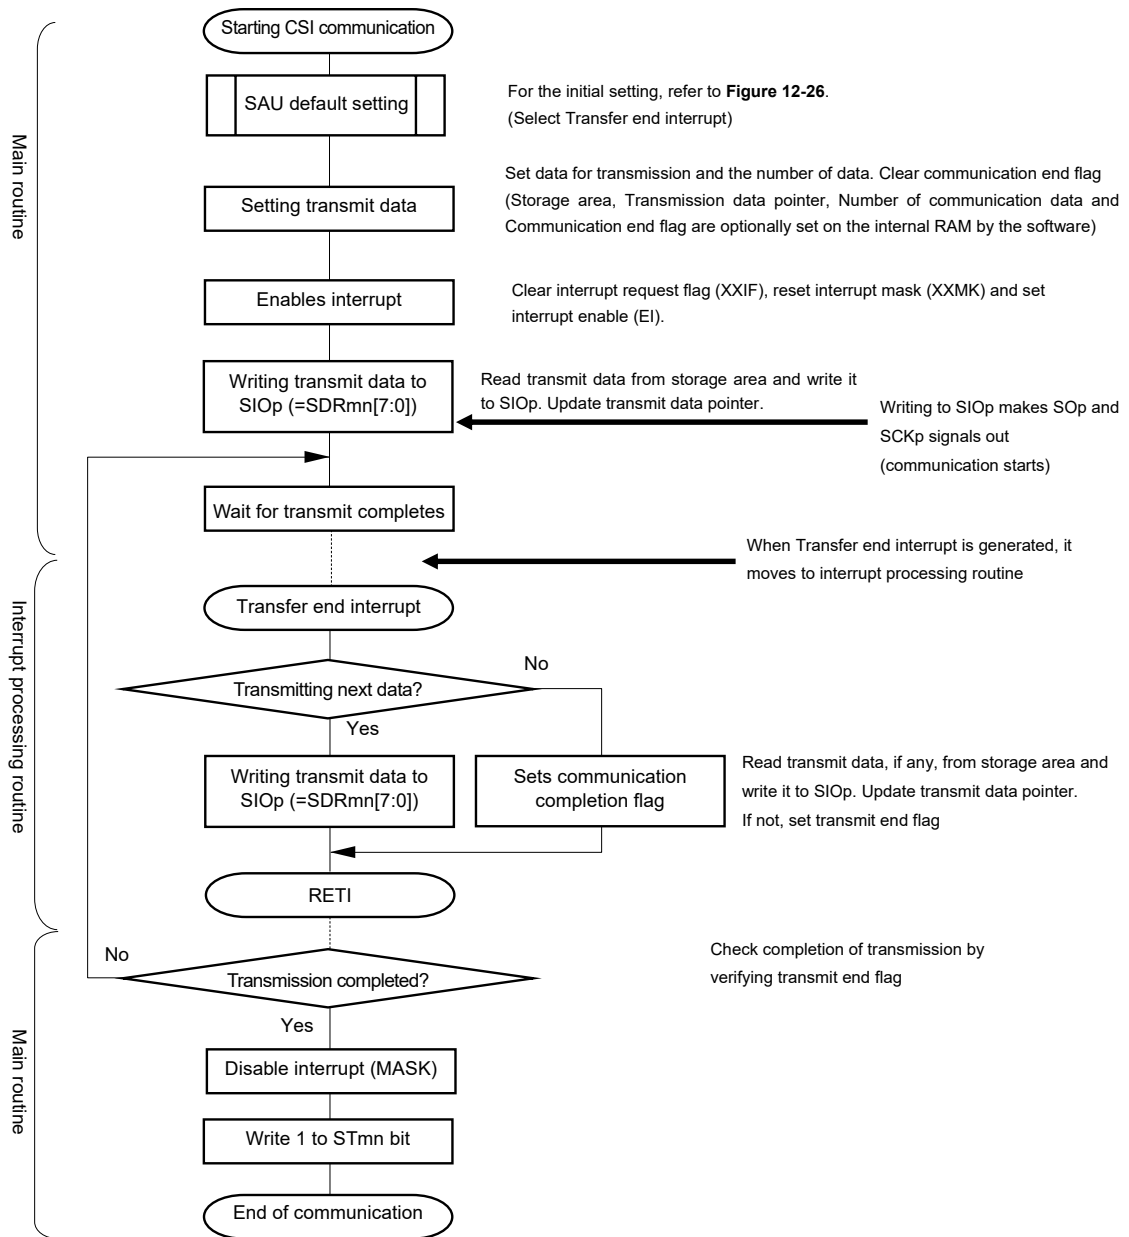 Starting CSI communication
SAU default setting
For the initial setting, refer to Figure 12-26.
(Select Transfer end interrupt)
Main routine
Setting transmit data
Set data for transmission and the number of data. Clear communication end flag
(Storage area, Transmission data pointer, Number of communication data and
Communication end flag are optionally set on the internal RAM by the software)
Enables interrupt
Clear interrupt request flag (XXIF), reset interrupt mask (XXMK) and set
interrupt enable (EI).
Writing transmit data to
SIOp (=SDRmn[7:0])
Read transmit data from storage area and write it
to SIOp. Update transmit data pointer.
Writing to SIOp makes SOp and
SCKp signals out
(communication starts)
Wait for transmit completes
When Transfer end interrupt is generated, it
moves to interrupt processing routine
Interrupt processing routine
Transfer end interrupt
No
Transmitting next data?
Yes
Writing transmit data to
SIOp (=SDRmn[7:0])
Sets communication
completion flag
Read transmit data, if any, from storage area and
write it to SIOp. Update transmit data pointer.
If not, set transmit end flag
RETI
No
Transmission completed?
Check completion of transmission by
verifying transmit end flag
Yes
Main routine
Disable interrupt (MASK)
Write 1 to STmn bit
End of communication